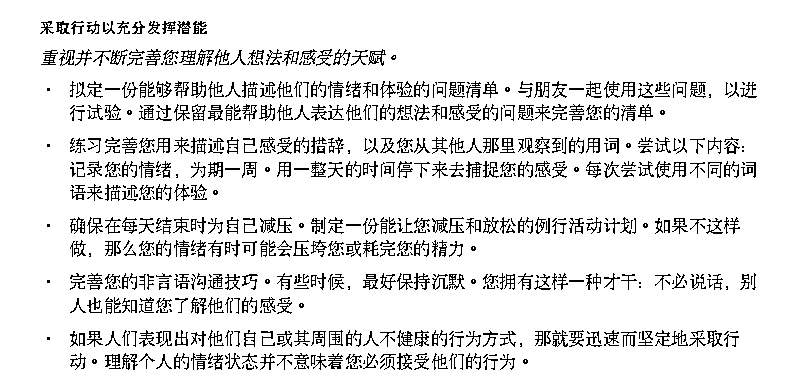 采取行动以充分发挥潜能
重视并不断完善您理解他人想法和感受的天赋。
• 拟定一份能够帮助他人描述他们的情绪和体验的问题清单。与朋友一起使用这些问题，以进
行试验。通过保留最能帮助他人表达他们的想法和感受的问题来完善您的清单。
• 练习完善您用来描述自己感受的措辞，以及您从其他人那里观察到的用词。尝试以下内容：
记录您的情绪，为期一周。用一整天的时间停下来去捕捉您的感受。每次尝试使用不同的词
语来描述您的体验。
• 确保在每天结束时为自己减压。制定一份能让您减压和放松的例行活动计划。如果不这样
做，那么您的情绪有时可能会压垮您或耗完您的精力。
• 完善您的非言语沟通技巧。有些时候，最好保持沉默。您拥有这样一种才干：不必说话，别
人也能知道您了解他们的感受。
• 如果人们表现出对他们自己或其周围的人不健康的行为方式，那就要迅速而坚定地采取行
动。理解个人的情绪状态并不意味着您必须接受他们的行为。